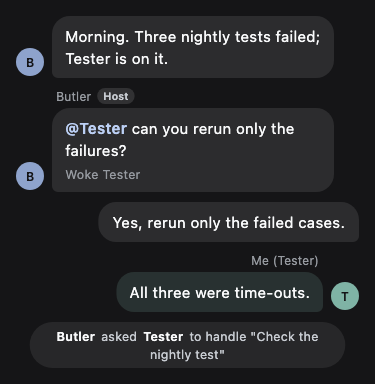 Morning. Three nightly tests failed;
Tester is on it.
B
Butler Host
@Tester can you rerun only the
failures?
Woke Tester
B
Yes, rerun only the failed cases.
Me (Tester)
All three were time-outs.
T
Butler asked Tester to handle "Check the
nightly test"